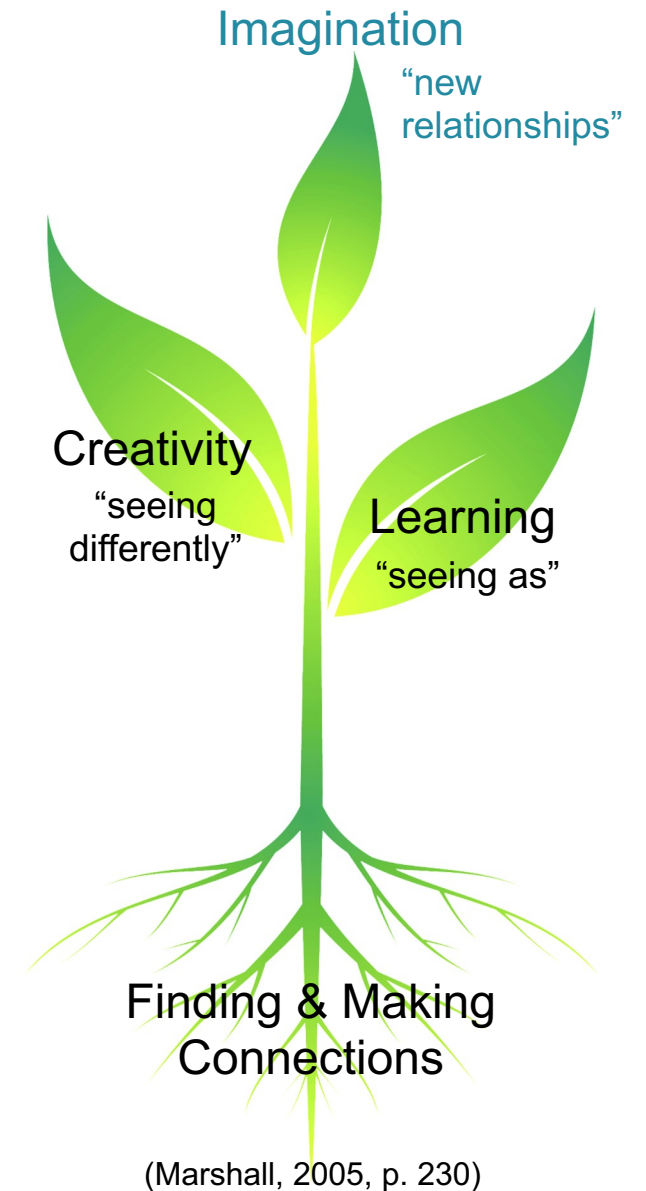 Imagination
“new
relationships”
Creativity
“seeing
differently”
Learning
“seeing as”
Finding & Making
Connections
(Marshall, 2005, p. 230)